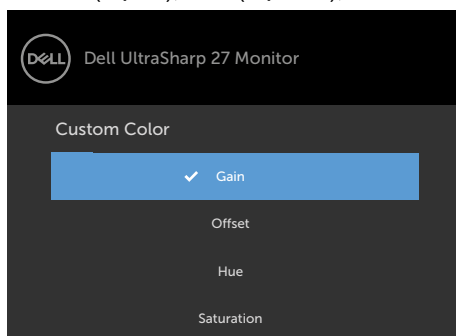 DELL Dell UltraSharp 27 Monitor
Custom Color
Gain
Offset
Hue
Saturation